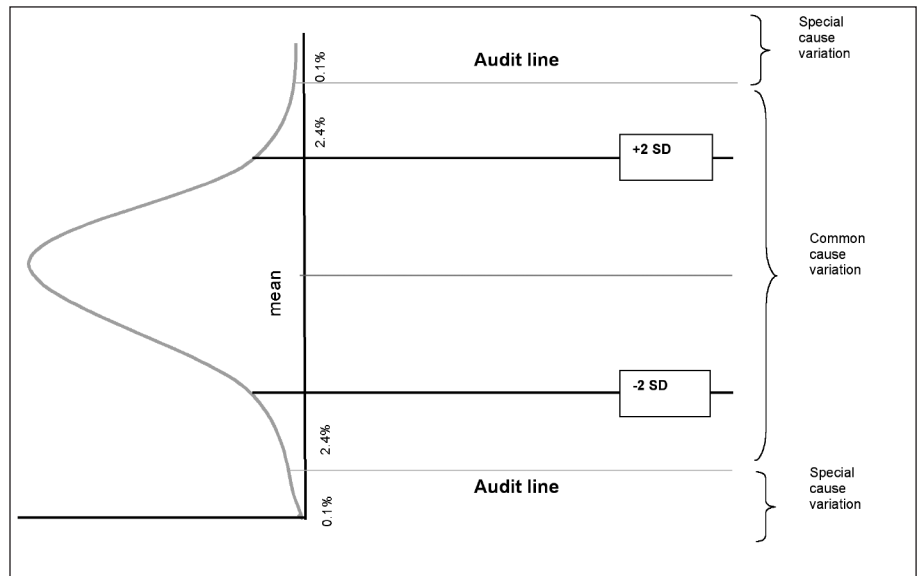 Special
cause
variation
Audit line
0.1%
2.4%
+2 SD
Common
cause
variation
mean
-2 SD
2.4%
Audit line
Special
cause
variation
0.1%